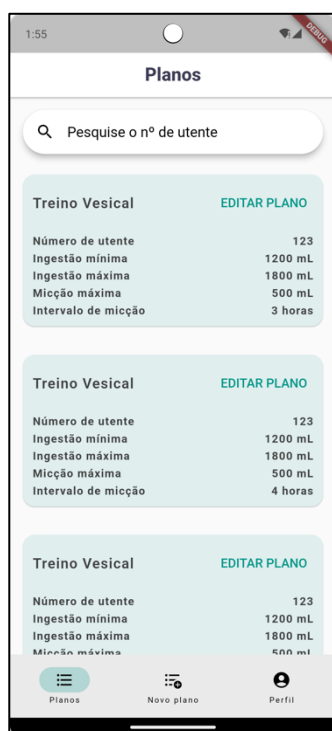 1:55
DEBUG
Planos
Pesquise o nº de utente
Treino Vesical EDITAR PLANO
Número de utente 123
Ingestão mínima 1200 mL
Ingestão máxima 1800 mL
Micção máxima 500 mL
Intervalo de micção 3 horas
Treino Vesical EDITAR PLANO
Número de utente 123
Ingestão mínima 1200 mL
Ingestão máxima 1800 mL
Micção máxima 500 mL
Intervalo de micção 4 horas
Treino Vesical EDITAR PLANO
Número de utente 123
Ingestão mínima 1200 mL
Ingestão máxima 1800 mL
Micção máxima 500 mL
Planos Novo plano Perfil